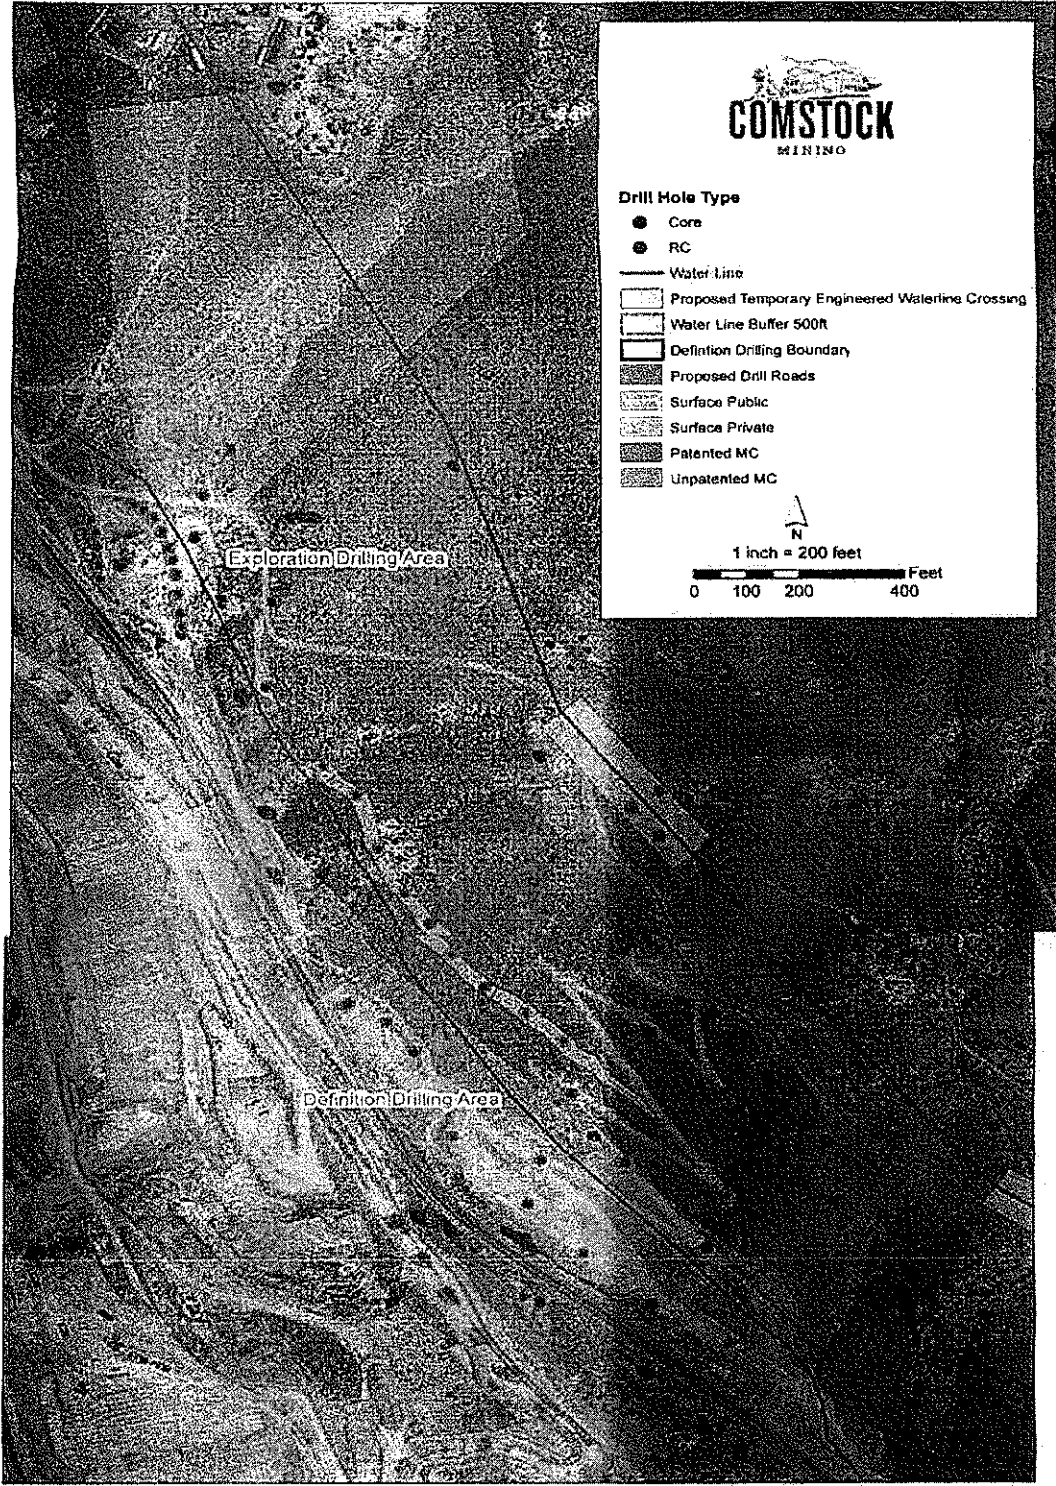 COMSTOCK
MINING
Drill Hole Type
Core
RC
Water Line
Proposed Temporary Engineered Waterline Crossing
Water Line Buffer 500ft
Defintion Drilling Boundary
Proposed Drill Roads
Surface Public
Surface Private
Patented MC
Unpatented MC
N
1 inch = 200 feet
Feet
0 100 200 400
Exploration Drilling Area
Definition Drilling Area